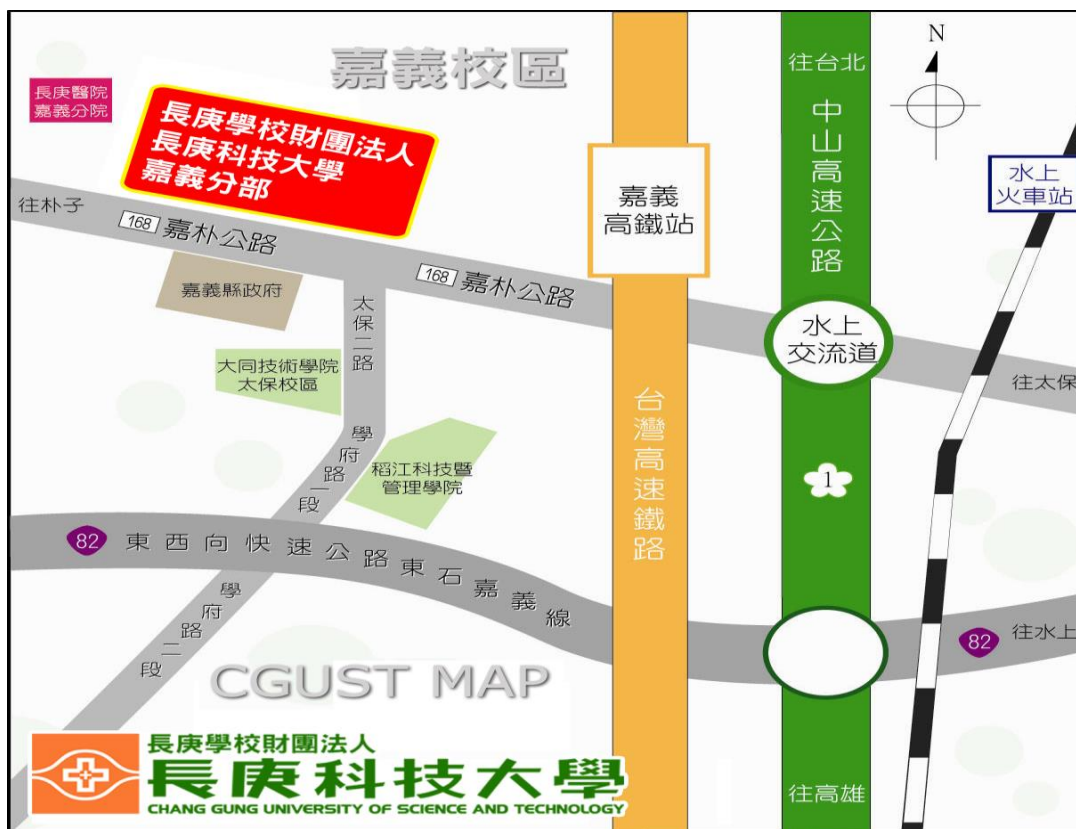 嘉義校區
往台北
N
長庚醫院
嘉義分院
長庚學校財團法人
長庚科技大學
嘉義分部
中山高速公路
水上
火車站
嘉義
高鐵站
往朴子
168 嘉朴公路
168 嘉朴公路
嘉義縣政府
太保二路
水上
交流道
大同技術學院
太保校區
往太保
台灣高速鐵路
學府路一段
稻江科技暨
管理學院
1
82 東西向快速公路東石嘉義線
學府路二段
82 往水上
CGUST MAP
長庚學校財團法人
長庚科技大學
CHANG GUNG UNIVERSITY OF SCIENCE AND TECHNOLOGY
往高雄